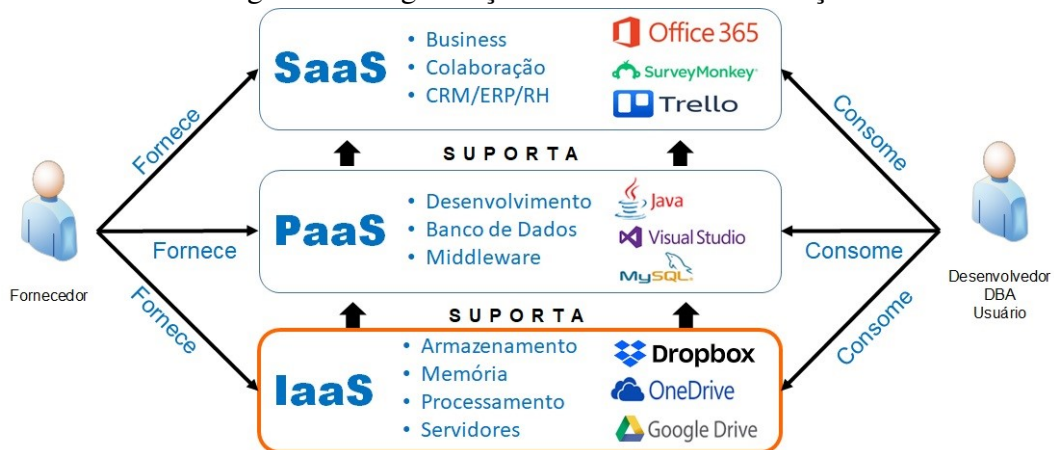 SaaS
• Business
• Colaboração
• CRM/ERP/RH
Office 365
SurveyMonkey
Trello
Fornece
Consome
SUPORTA
PaaS
• Desenvolvimento
• Banco de Dados
• Middleware
Java
Visual Studio
MySQL
Fornece
Consome
Fornecedor
Desenvolvedor
DBA
Usuário
SUPORTA
Fornece
Consome
IaaS
• Armazenamento
• Memória
• Processamento
• Servidores
Dropbox
OneDrive
Google Drive